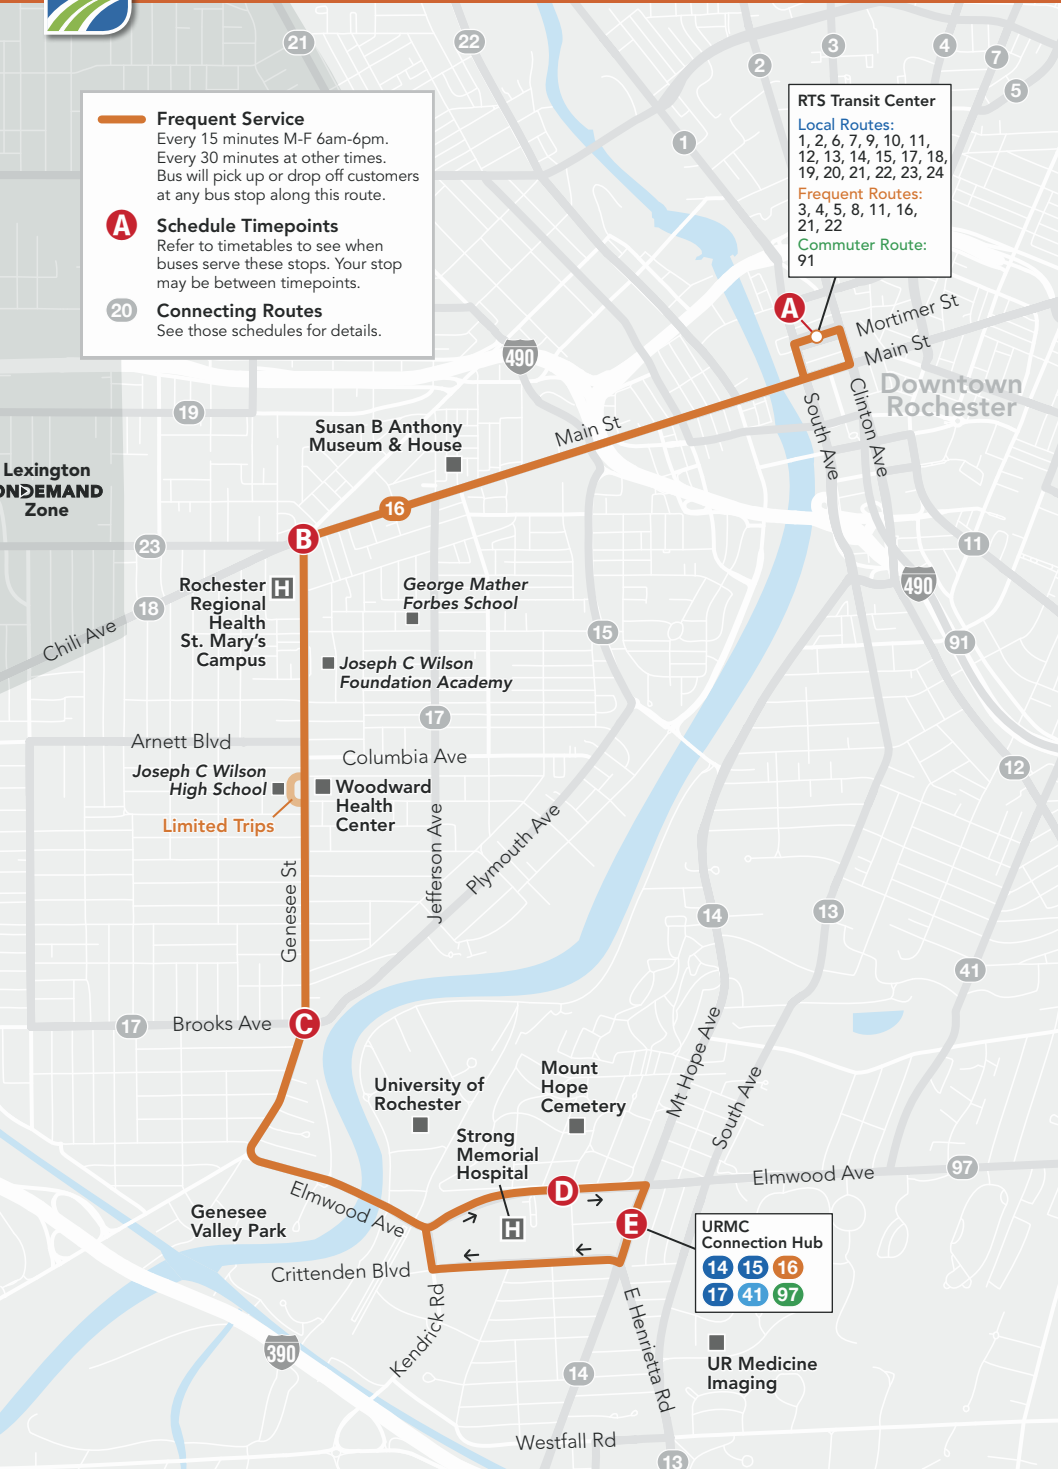 21
22
3
4
2
7
5
1
Frequent Service
Every 15 minutes M-F 6am-6pm.
Every 30 minutes at other times.
Bus will pick up or drop off customers
at any bus stop along this route.
A
Schedule Timepoints
Refer to timetables to see when
buses serve these stops. Your stop
may be between timepoints.
20
Connecting Routes
See those schedules for details.
RTS Transit Center
Local Routes:
1, 2, 6, 7, 9, 10, 11,
12, 13, 14, 15, 17, 18,
19, 20, 21, 22, 23, 24
Frequent Routes:
3, 4, 5, 8, 11, 16,
21, 22
Commuter Route:
91
A
Mortimer St
Main St
490
Downtown
Rochester
South Ave
Clinton Ave
19
Susan B Anthony
Museum & House
Main St
Lexington
ONDEMAND
Zone
16
B
23
11
490
Rochester
Regional
Health
St. Mary's
Campus
H
George Mather
Forbes School
18
Chili Ave
15
91
Joseph C Wilson
Foundation Academy
17
Arnett Blvd
Columbia Ave
12
Joseph C Wilson
High School
Woodward
Health
Center
Limited Trips
Jefferson Ave
Plymouth Ave
Genesee St
14
13
41
17
Brooks Ave
C
Mt Hope Ave
South Ave
University of
Rochester
Mount
Hope
Cemetery
Strong
Memorial
Hospital
Elmwood Ave
97
D
Elmwood Ave
Genesee
Valley Park
H
E
URMC
Connection Hub
14 15 16
17 41 97
Crittenden Blvd
Kendrick Rd
E Henrietta Rd
390
14
UR Medicine
Imaging
Westfall Rd
13